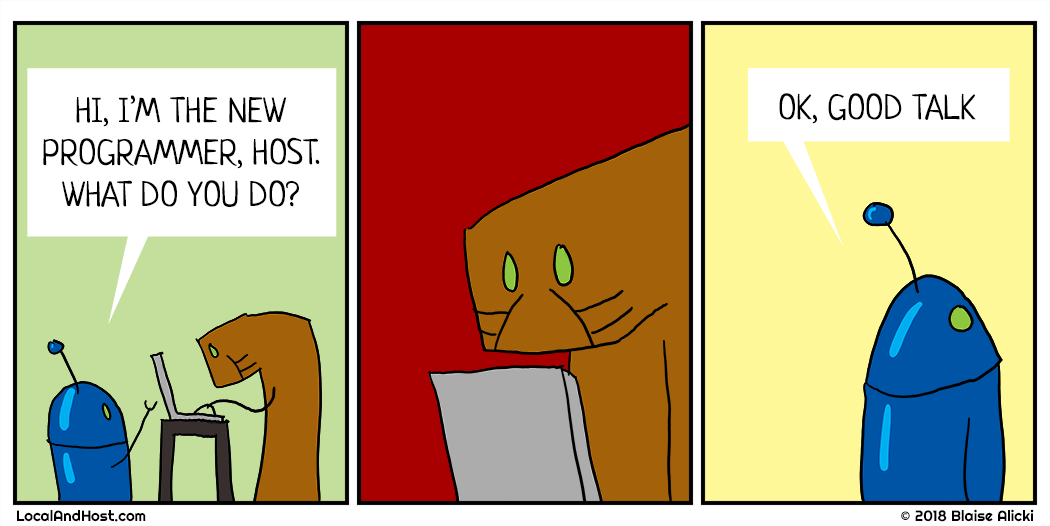 HI, I'M THE NEW
PROGRAMMER, HOST.
WHAT DO YOU DO?
OK, GOOD TALK
LocalAndHost.com
© 2018 Blaise Alicki